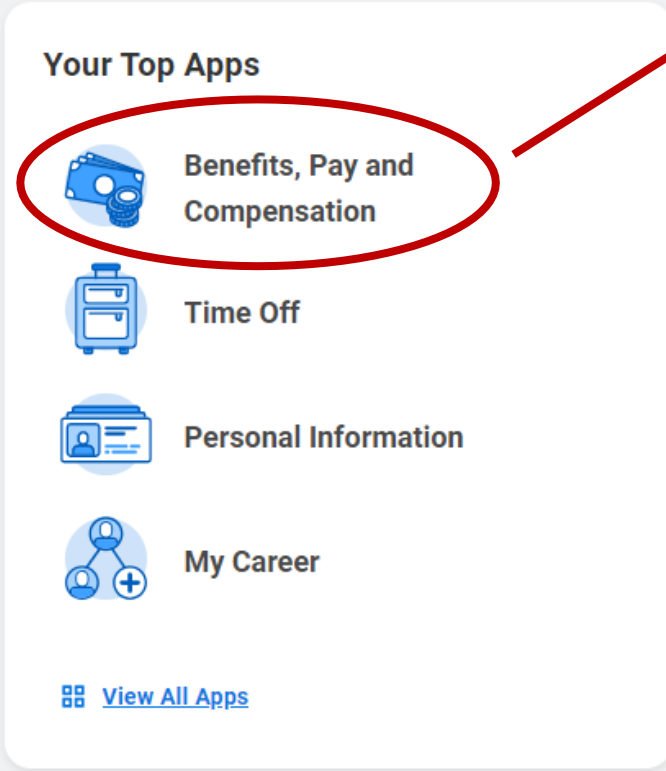 Your Top Apps
Benefits, Pay and
Compensation
Time Off
Personal Information
My Career
View All Apps